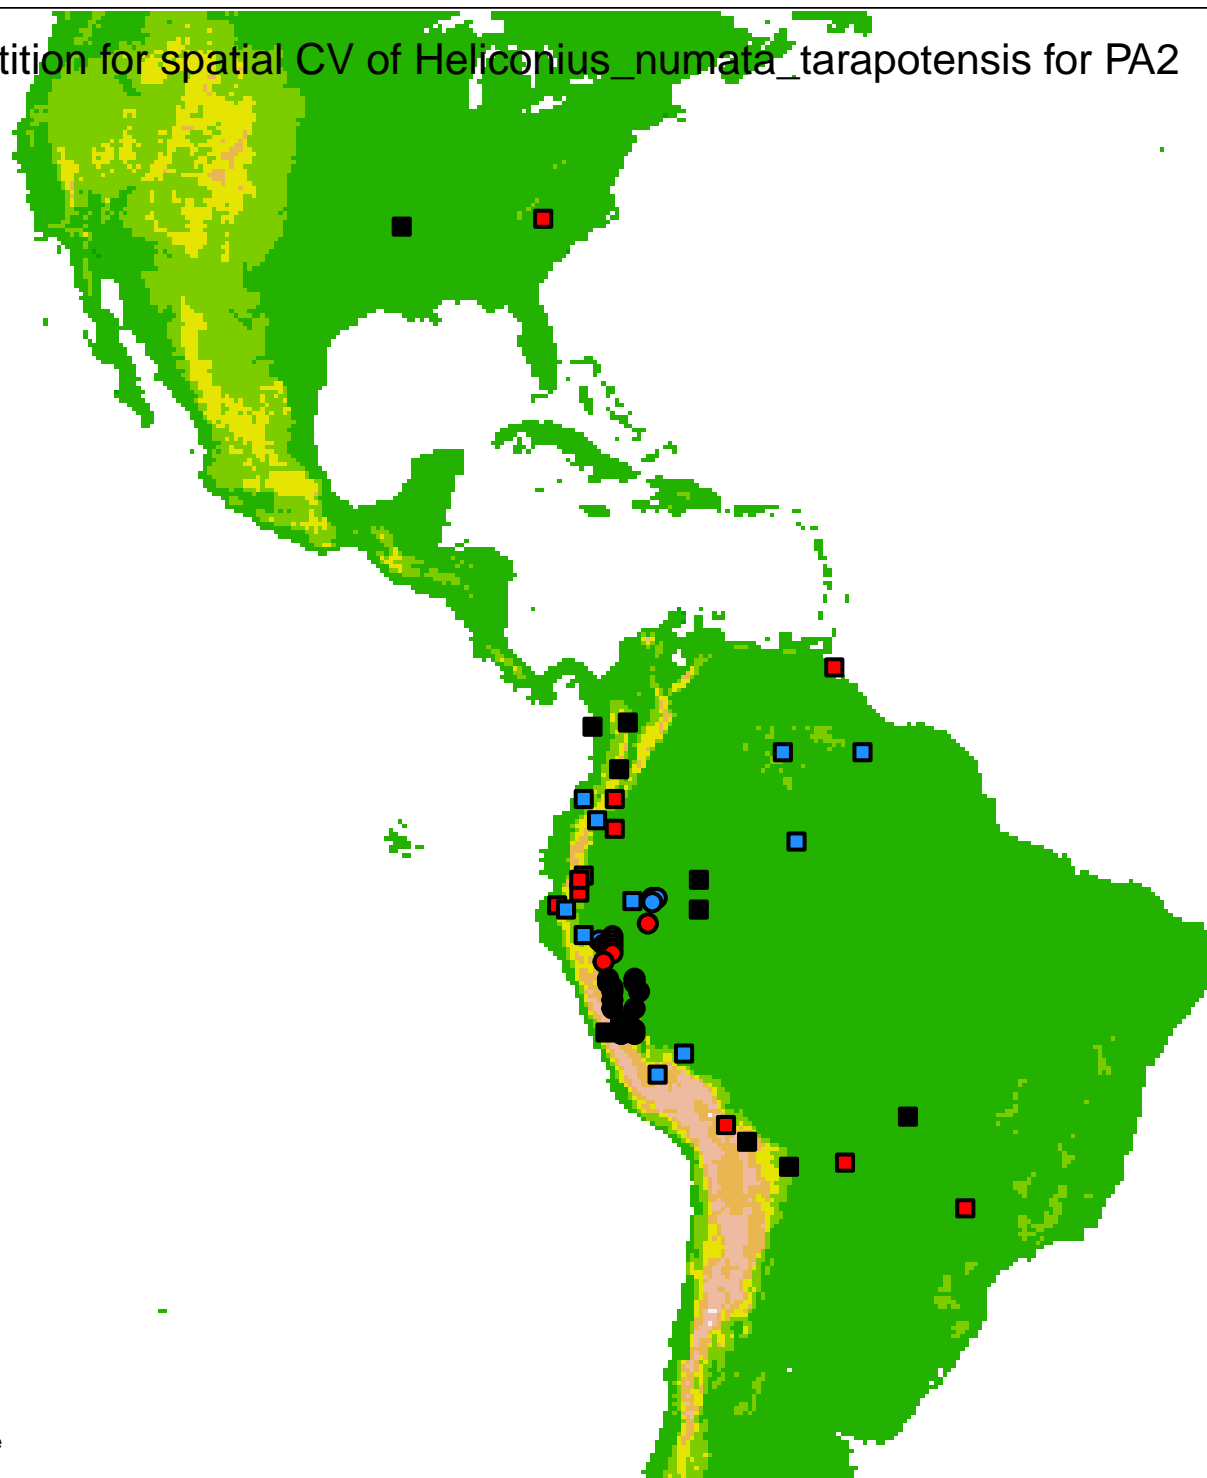 tition for spatial CV of Heliconius_numata_tarapotensis for PA2